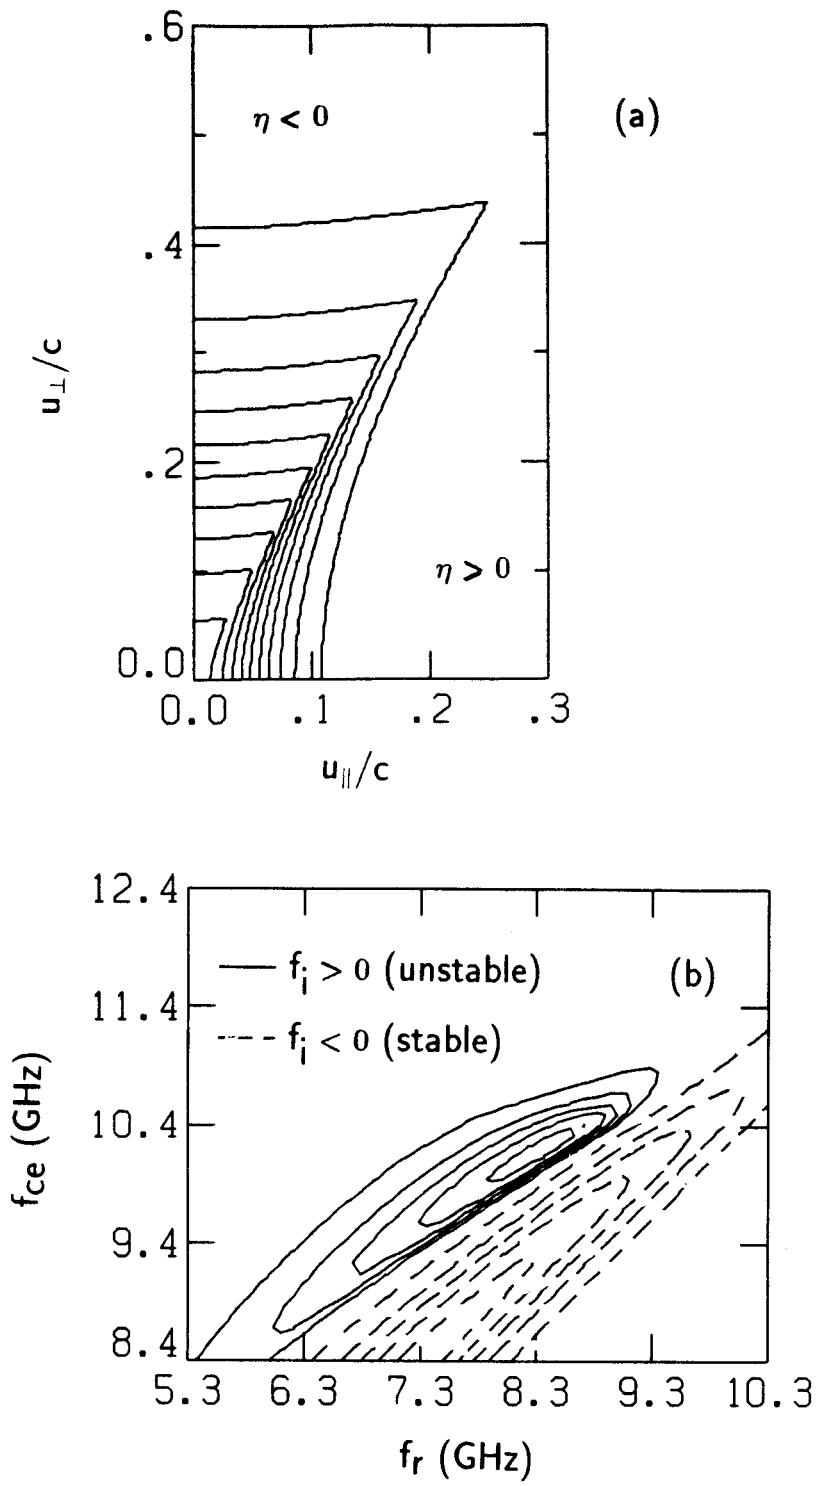 .6
η < 0
(a)
.4
u⊥/c
.2
η > 0
0.0
0.0 .1 .2 .3
u||/c
12.4
fi > 0 (unstable)
(b)
11.4
fi < 0 (stable)
fce (GHz)
10.4
9.4
8.4
5.3 6.3 7.3 8.3 9.3 10.3
fr (GHz)